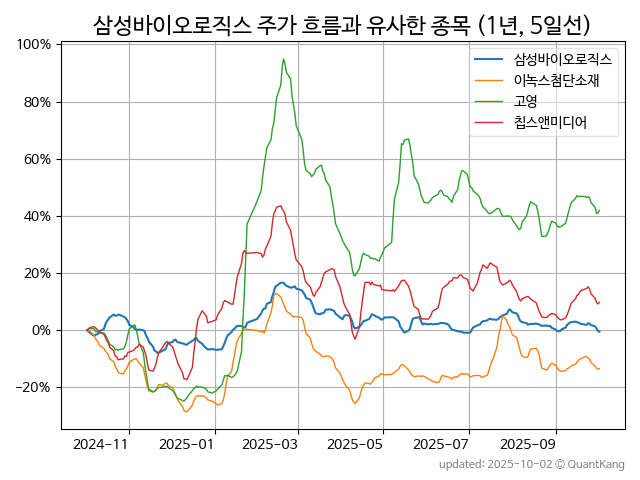 삼성바이오로직스 주가 흐름과 유사한 종목 (1년, 5일선)
100%
80%
60%
40%
20%
0%
−20%
삼성바이오로직스
이녹스첨단소재
고영
칩스앤미디어
2024-11 2025-01 2025-03 2025-05 2025-07 2025-09
updated: 2025-10-02 © QuantKang